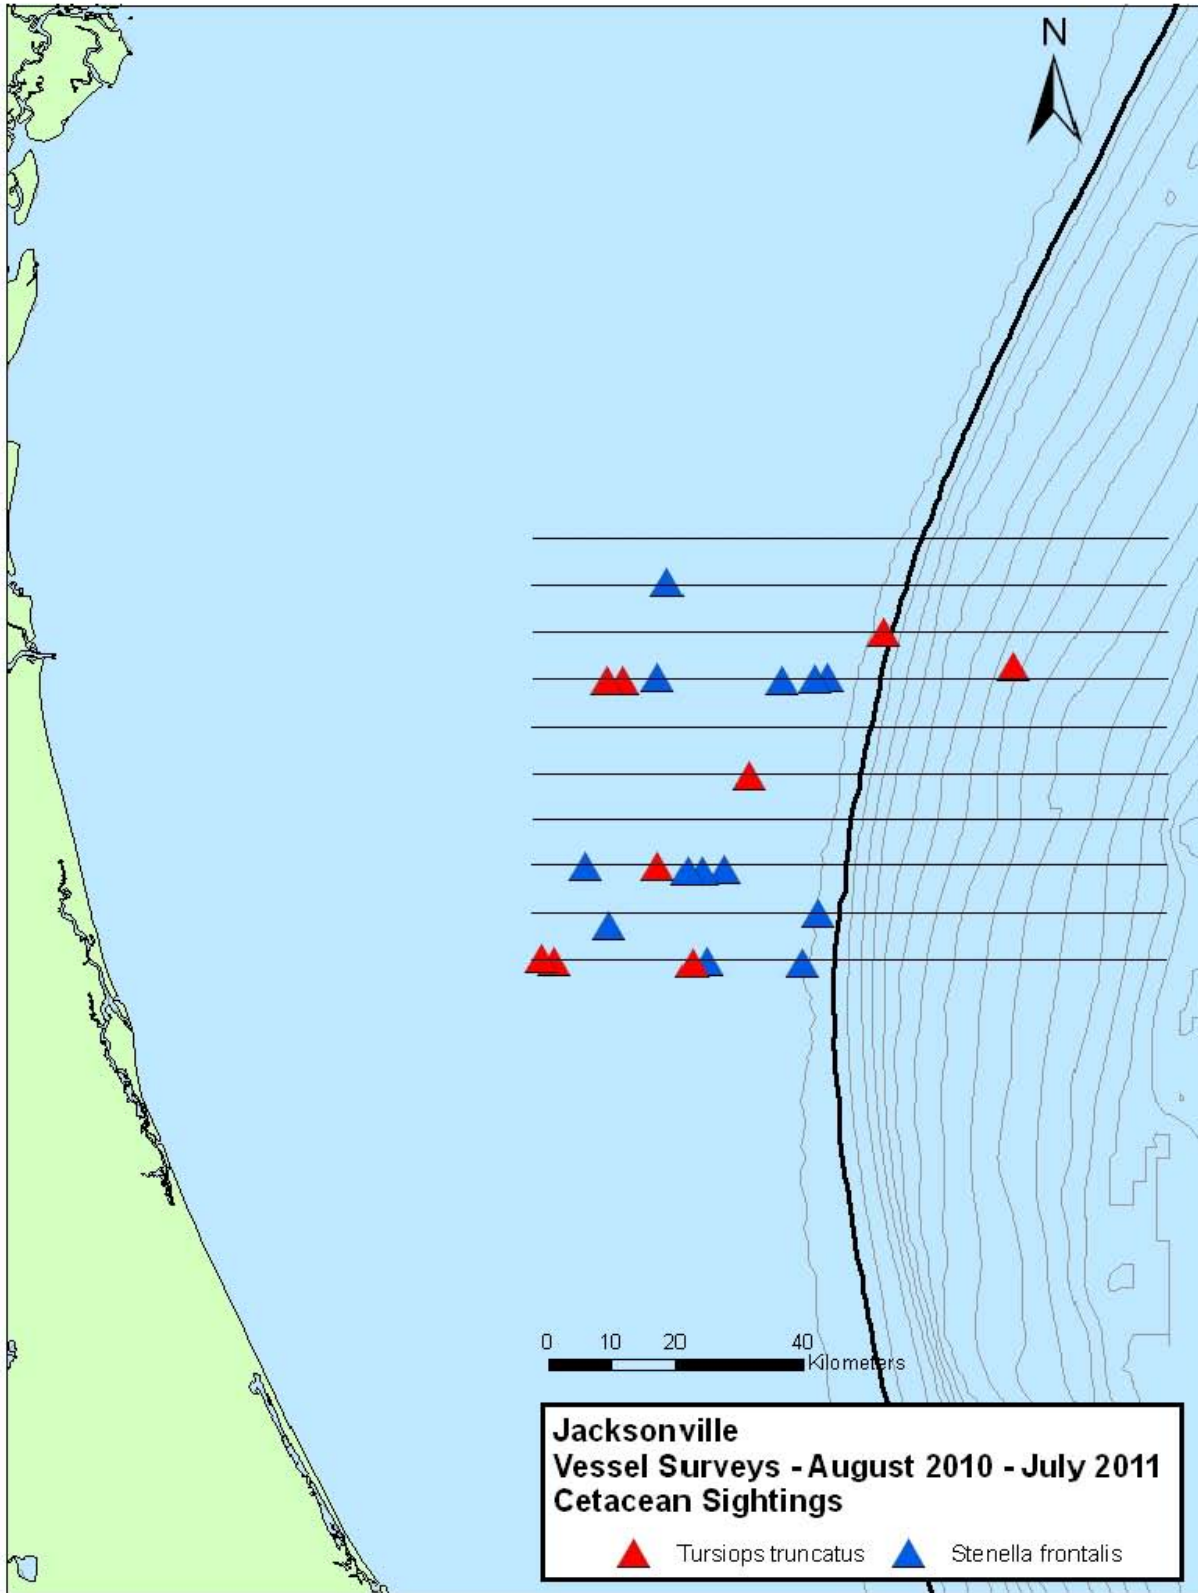 N
0 10 20 40
Kilometers
Jacksonville
Vessel Surveys - August 2010 - July 2011
Cetacean Sightings
Tursiops truncatus Stenella frontalis